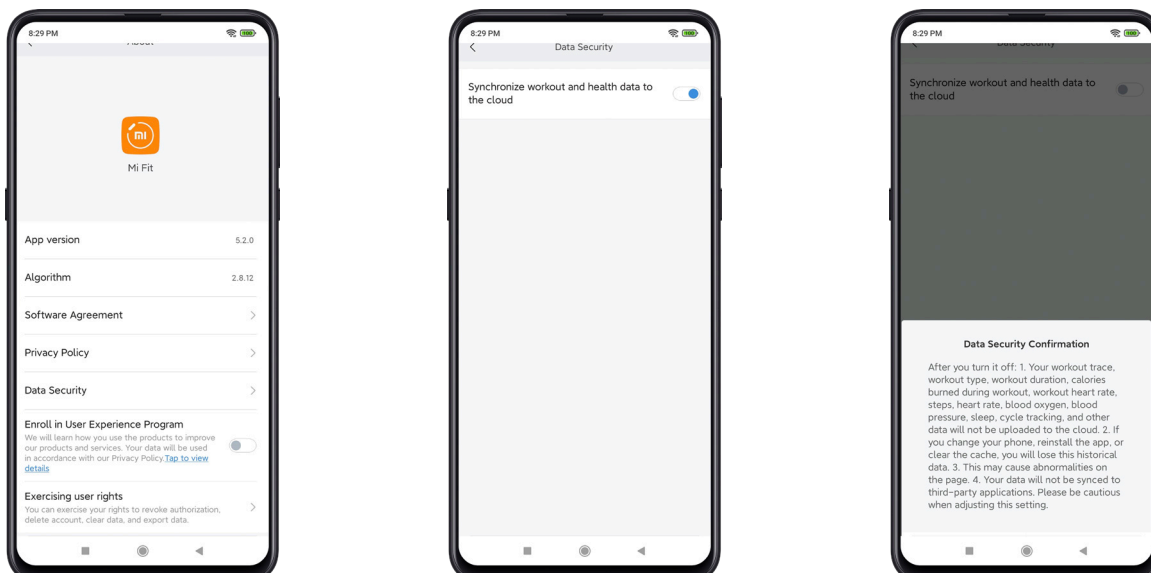 8:29 PM
100
About
mi
Mi Fit
App version
5.2.0
Algorithm
2.8.12
Software Agreement
Privacy Policy
Data Security
Enroll in User Experience Program
We will learn how you use the products to improve
our products and services. Your data will be used
in accordance with our Privacy Policy.Tap to view
details
Exercising user rights
You can exercise your rights to revoke authorization,
delete account, clear data, and export data.
8:29 PM
100
Data Security
Synchronize workout and health data to
the cloud
8:29 PM
100
Data Security
Synchronize workout and health data to
the cloud
Data Security Confirmation
After you turn it off: 1. Your workout trace,
workout type, workout duration, calories
burned during workout, workout heart rate,
steps, heart rate, blood oxygen, blood
pressure, sleep, cycle tracking, and other
data will not be uploaded to the cloud. 2. If
you change your phone, reinstall the app, or
clear the cache, you will lose this historical
data. 3. This may cause abnormalities on
the page. 4. Your data will not be synced to
third-party applications. Please be cautious
when adjusting this setting.